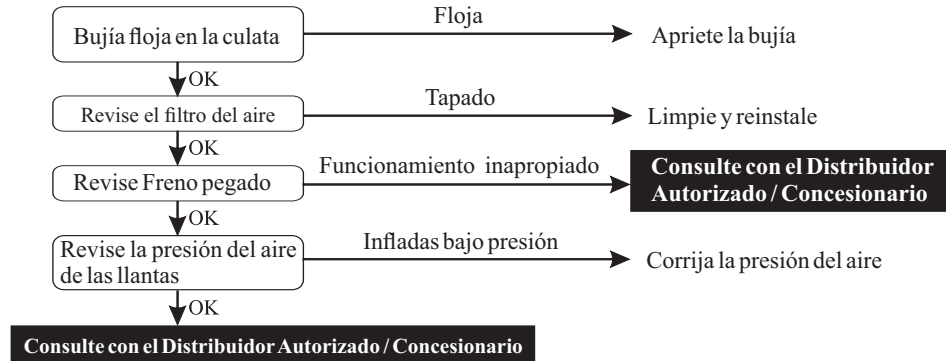 Floja
Bujía floja en la culata
Apriete la bujía
OK
Tapado
Revise el filtro del aire
Limpie y reinstale
OK
Funcionamiento inapropiado
Revise Freno pegado
Consulte con el Distribuidor
Autorizado / Concesionario
OK
Infladas bajo presión
Revise la presión del aire
de las llantas
Corrija la presión del aire
OK
Consulte con el Distribuidor Autorizado / Concesionario